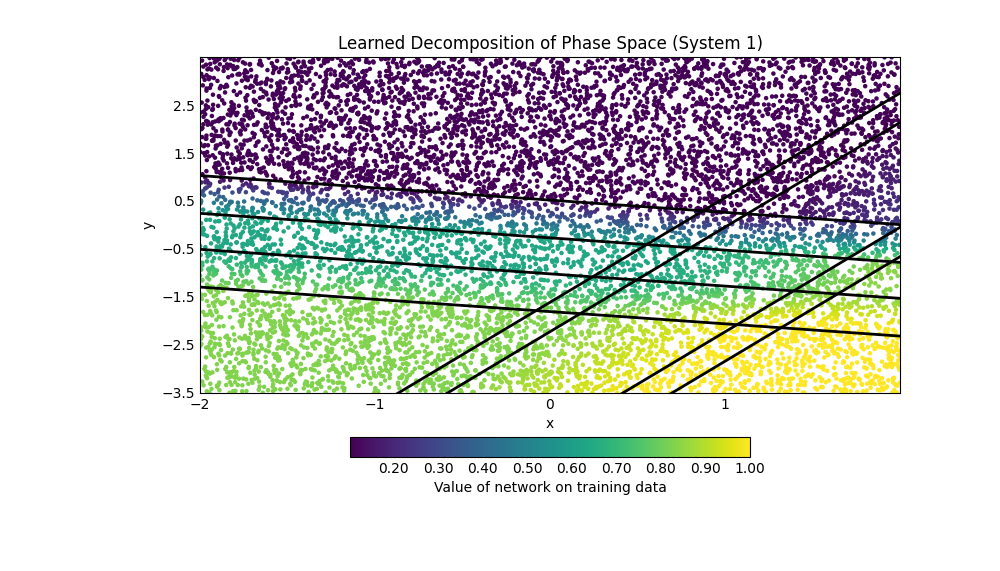 Learned Decomposition of Phase Space (System 1)
2.5
1.5
0.5
−0.5
−1.5
−2.5
−3.5
y
−2 −1 0 1
x
0.20 0.30 0.40 0.50 0.60 0.70 0.80 0.90 1.00
Value of network on training data